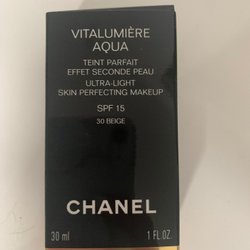 VITALUMIÈRE
AQUA
TEINT PARFAIT
EFFET SECONDE PEAU
ULTRA-LIGHT
SKIN PERFECTING MAKEUP
SPF 15
30 BEIGE
CHANEL
30 ml 1 FL OZ